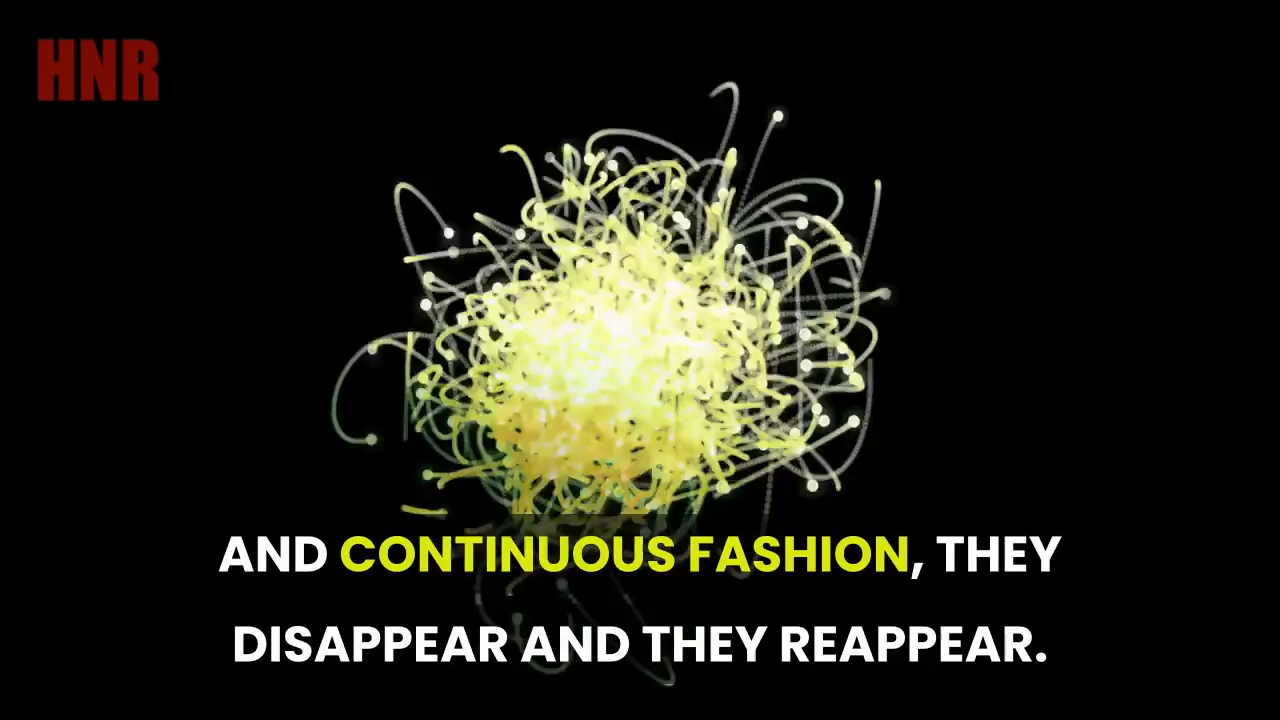 HNR
AND CONTINUOUS FASHION, THEY
DISAPPEAR AND THEY REAPPEAR.